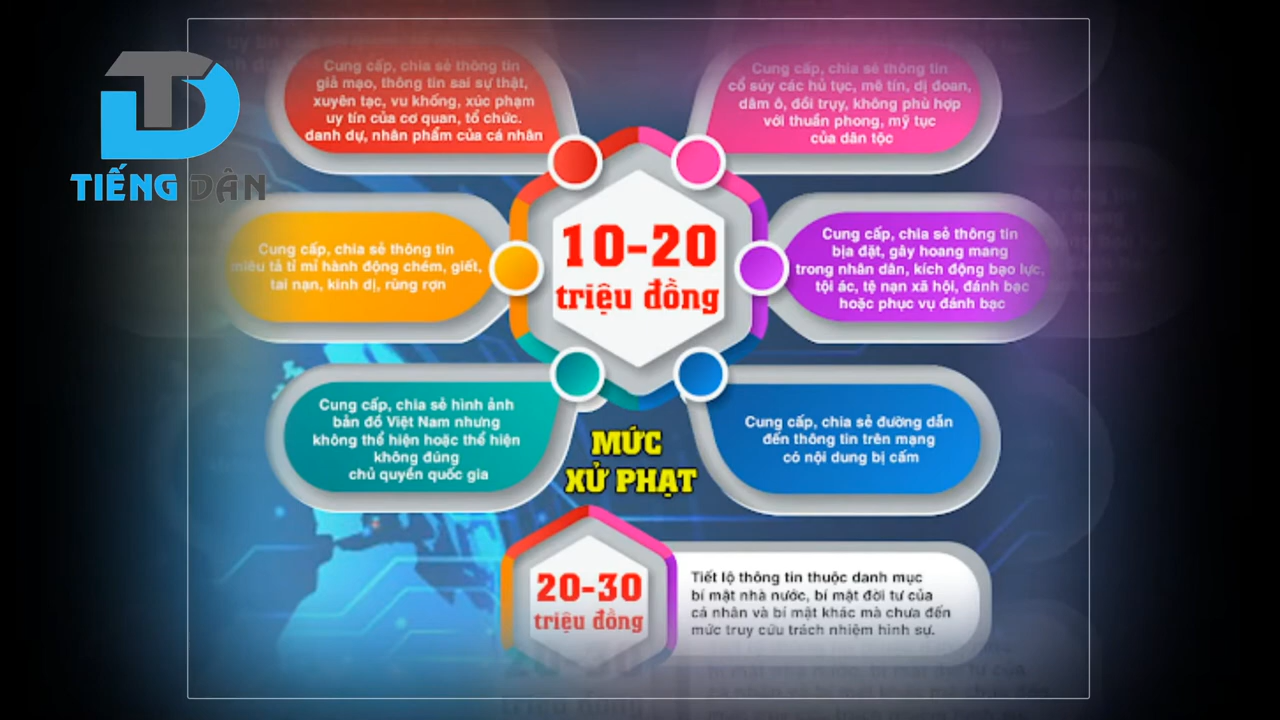 TIẾNG DÂN
Cung cấp, chia sẻ thông tin
giả mạo, thông tin sai sự thật,
xuyên tạc, vu khống, xúc phạm
uy tín của cơ quan, tổ chức.
danh dự, nhân phẩm của cá nhân
Cung cấp, chia sẻ thông tin
cổ súy các hủ tục, mê tín, dị đoan,
dâm ô, đồi trụy, không phù hợp
với thuần phong, mỹ tục
của dân tộc
Cung cấp, chia sẻ thông tin
miêu tả tỉ mỉ hành động chém, giết,
tai nạn, kinh dị, rùng rợn
10-20
triệu đồng
Cung cấp, chia sẻ thông tin
bịa đặt, gây hoang mang
trong nhân dân, kích động bạo lực,
tội ác, tệ nạn xã hội, đánh bạc
hoặc phục vụ đánh bạc
Cung cấp, chia sẻ hình ảnh
bản đồ Việt Nam nhưng
không thể hiện hoặc thể hiện
không đúng
chủ quyền quốc gia
Cung cấp, chia sẻ đường dẫn
đến thông tin trên mạng
có nội dung bị cấm
MỨC
XỬ PHẠT
20-30
triệu đồng
Tiết lộ thông tin thuộc danh mục
bí mật nhà nước, bí mật đời tư của
cá nhân và bí mật khác mà chưa đến
mức truy cứu trách nhiệm hình sự.